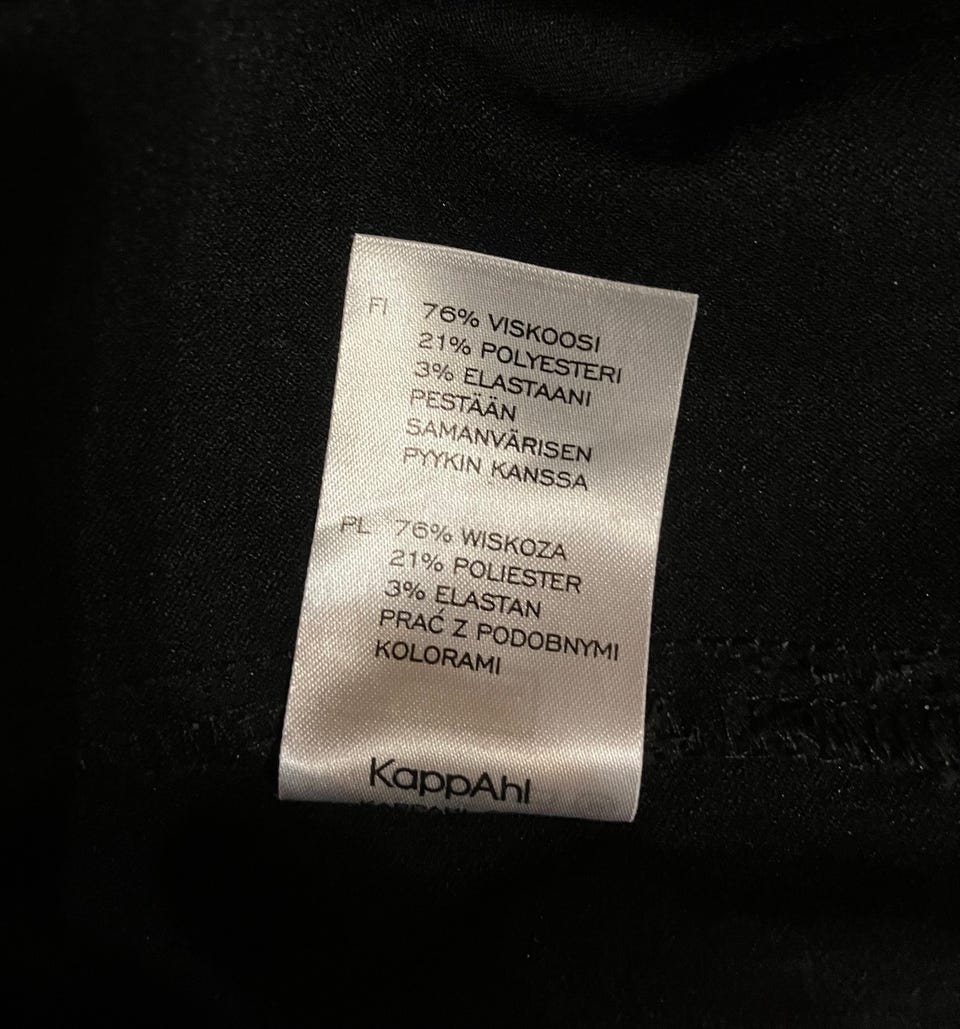 FI 76% VISKOOSI
21% POLYESTERI
3% ELASTAANI
PESTÄÄN
SAMANVÄRISEN
PYYKIN KANSSA
PL 76% WISKOZA
21% POLIESTER
3% ELASTAN
PRAĆ Z PODOBNYMI
KOLORAMI
KappAhl